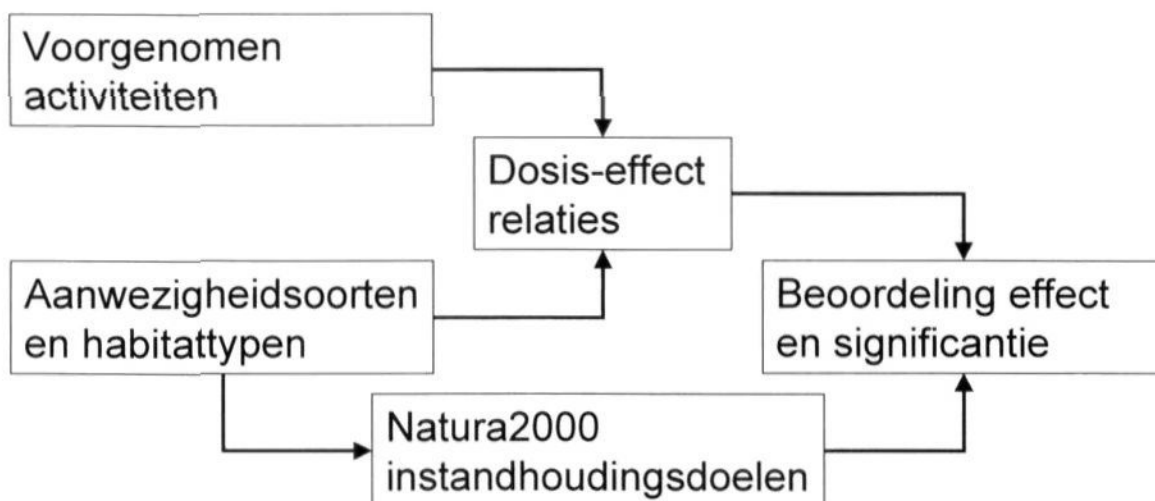 Voorgenomen
activiteiten
Dosis-effect
relaties
Aanwezigheidsoorten
en habitattypen
Beoordeling effect
en significantie
Natura2000
instandhoudingsdoelen